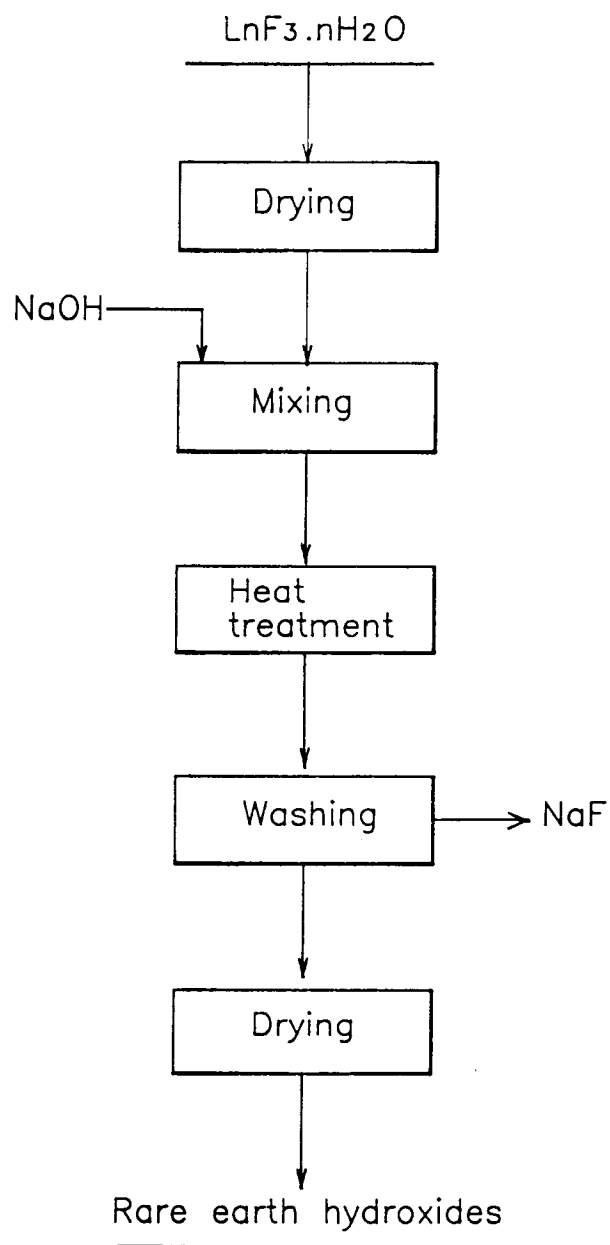 LnF3.nH2O
Drying
NaOH
Mixing
Heat
treatment
Washing
NaF
Drying
Rare earth hydroxides